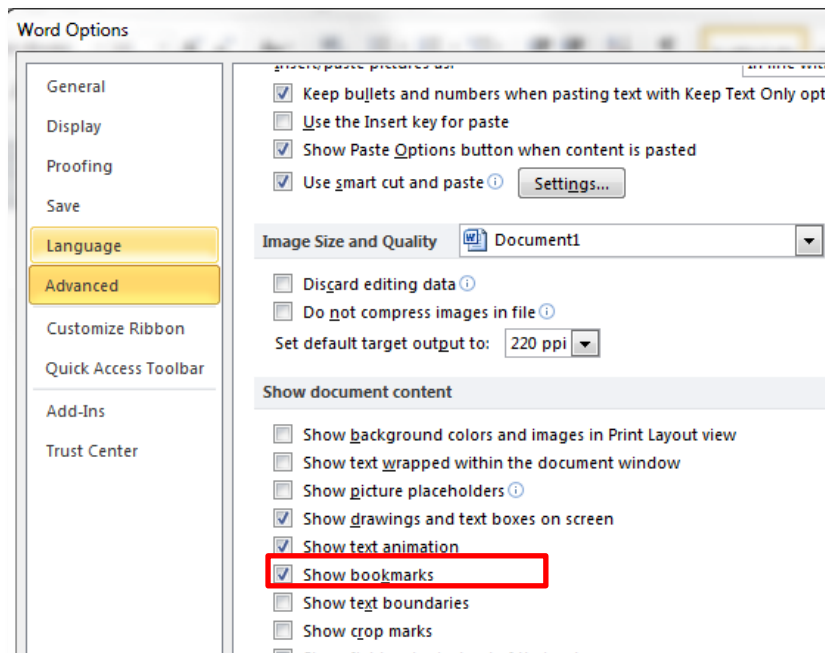 Word Options
General
Display
Proofing
Save
Language
Advanced
Customize Ribbon
Quick Access Toolbar
Add-Ins
Trust Center
Insert/paste pictures as:
Keep bullets and numbers when pasting text with Keep Text Only opt
Use the Insert key for paste
Show Paste Options button when content is pasted
Use smart cut and paste Settings...
Image Size and Quality Document1
Discard editing data
Do not compress images in file
Set default target output to: 220 ppi
Show document content
Show background colors and images in Print Layout view
Show text wrapped within the document window
Show picture placeholders
Show drawings and text boxes on screen
Show text animation
Show bookmarks
Show text boundaries
Show crop marks